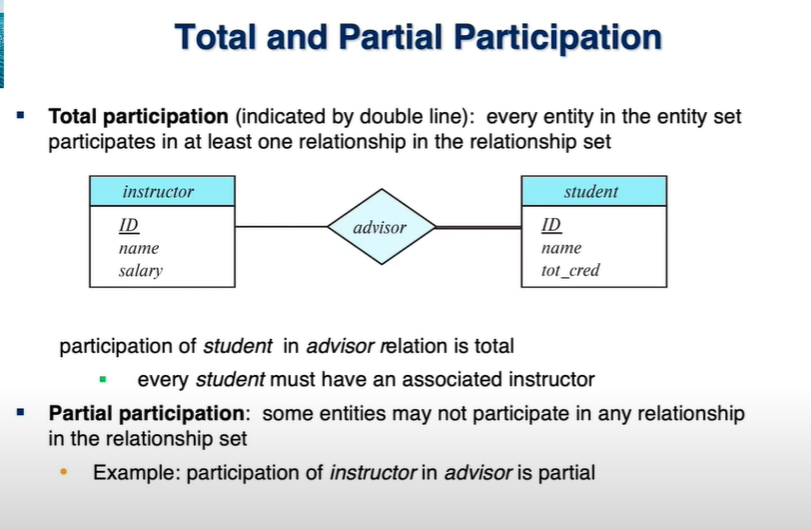 Total and Partial Participation
Total participation (indicated by double line): every entity in the entity set
participates in at least one relationship in the relationship set
instructor
ID
name
salary
advisor
student
ID
name
tot_cred
participation of student in advisor relation is total
every student must have an associated instructor
Partial participation: some entities may not participate in any relationship
in the relationship set
Example: participation of instructor in advisor is partial